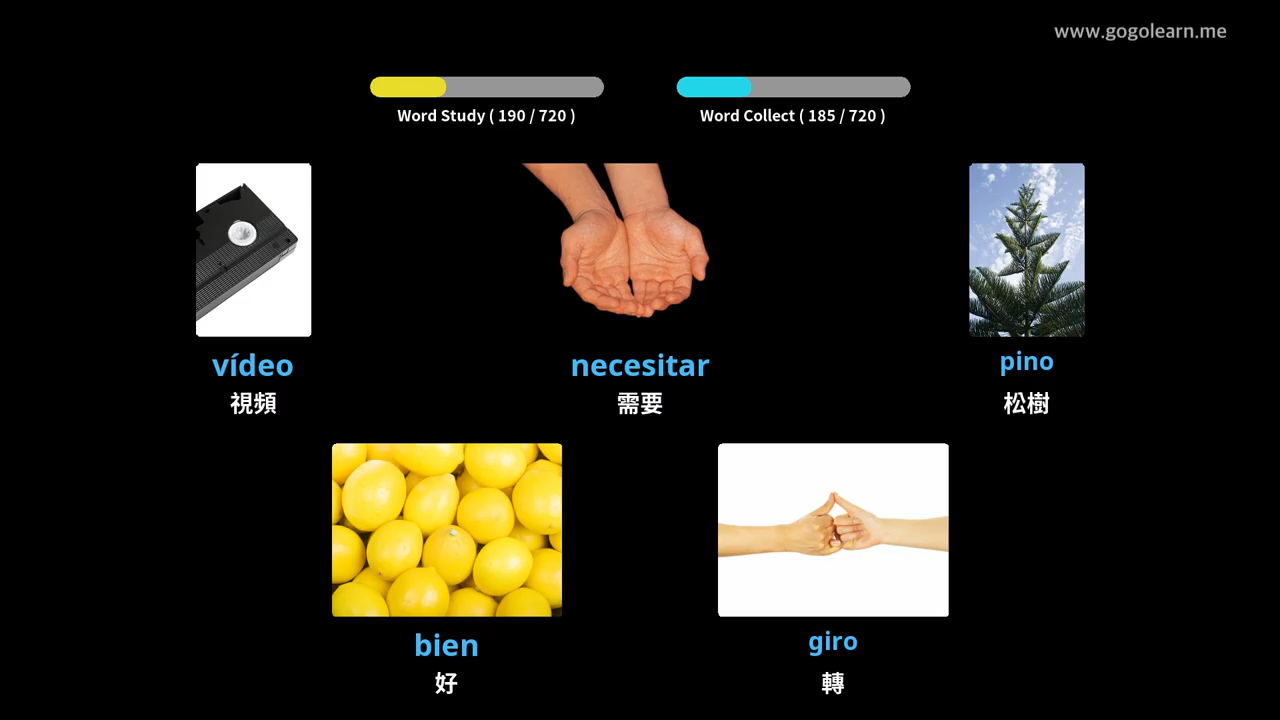 www.gogolearn.me
Word Study ( 190 / 720 )
Word Collect ( 185 / 720 )
vídeo
necesitar
pino
視頻
需要
松樹
bien
giro
好
轉